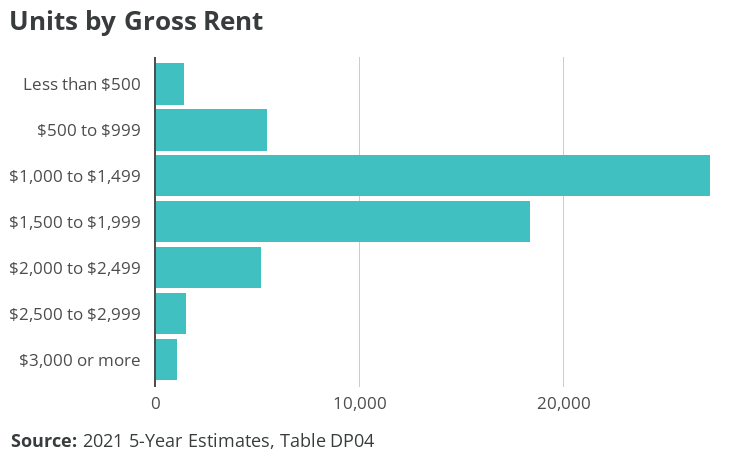 Units by Gross Rent
Less than $500
$500 to $999
$1,000 to $1,499
$1,500 to $1,999
$2,000 to $2,499
$2,500 to $2,999
$3,000 or more
0 10,000 20,000
Source: 2021 5-Year Estimates, Table DP04